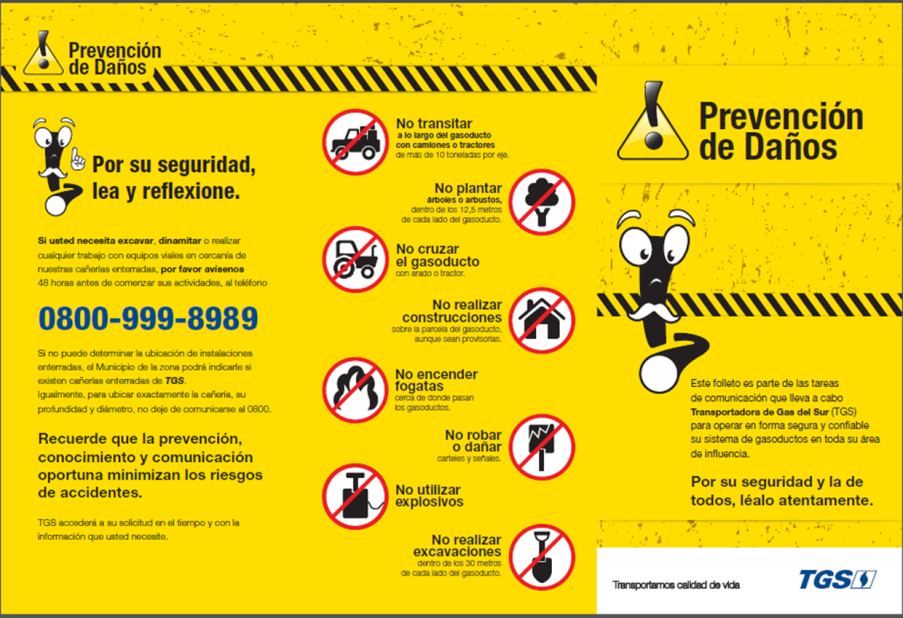 Prevención
de Daños
Por su seguridad,
lea y reflexione.
Si usted necesita excavar, dinamitar o realizar
cualquier trabajo con equipos viales en cercanía de
nuestras cañerías enterradas, por favor avísenos
48 horas antes de comenzar sus actividades, al teléfono
0800-999-8989
Si no puede determinar la ubicación de instalaciones
enterradas, el Municipio de la zona podrá indicarle si
existen cañerías enterradas de TGS.
Igualmente, para ubicar exactamente la cañería, su
profundidad y diámetro, no deje de comunicarse al 0800.
Recuerde que la prevención,
conocimiento y comunicación
oportuna minimizan los riesgos
de accidentes.
TGS accederá a su solicitud en el tiempo y con la
información que usted necesite.
No transitar
a lo largo del gasoducto
con camiones o tractores
de más de 10 toneladas por eje.
No plantar
árboles o arbustos,
dentro de los 12,5 metros
de cada lado del gasoducto.
No cruzar
el gasoducto
con arado o tractor.
No realizar
construcciones
sobre la parcela del gasoducto,
aunque sean provisorias.
No encender
fogatas
cerca de donde pasan
los gasoductos.
No robar
o dañar
carteles y señales.
No utilizar
explosivos
No realizar
excavaciones
dentro de los 30 metros
de cada lado del gasoducto.
Prevención
de Daños
Este folleto es parte de las tareas
de comunicación que lleva a cabo
Transportadora de Gas del Sur (TGS)
para operar en forma segura y confiable
su sistema de gasoductos en toda su área
de influencia.
Por su seguridad y la de
todos, léalo atentamente.
Transportamos calidad de vida
TGS